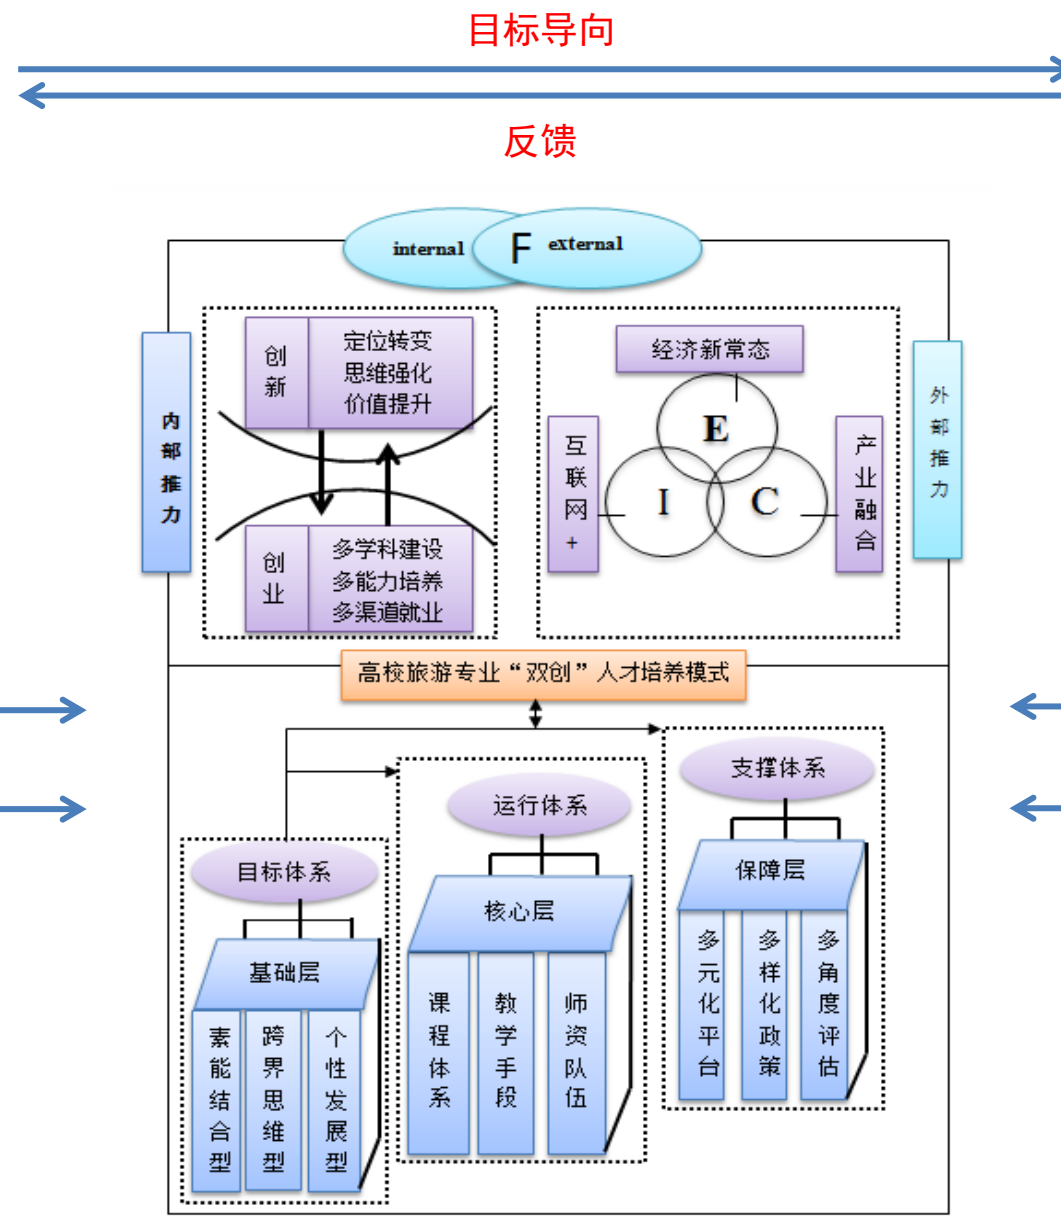 目标导向
反馈
internal
F
external
创新
定位转变
思维强化
价值提升
创业
多学科建设
多能力培养
多渠道就业
内部推力
经济新常态
互联网+
E
I
C
产业融合
外部推力
高校旅游专业“双创”人才培养模式
目标体系
基础层
素能结合型
跨界思维型
个性发展型
运行体系
核心层
课程体系
教学手段
师资队伍
支撑体系
保障层
多元化平台
多样化政策
多角度评估